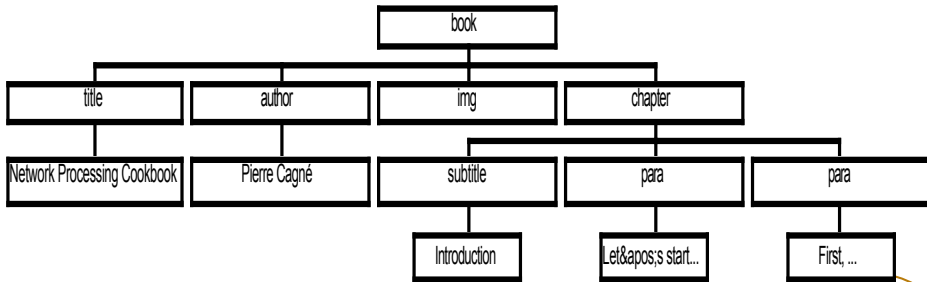 book
title
author
img
chapter
Network Processing Cookbook
Pierre Cagné
subtitle
para
para
Introduction
Let&apos;s start...
First, ...